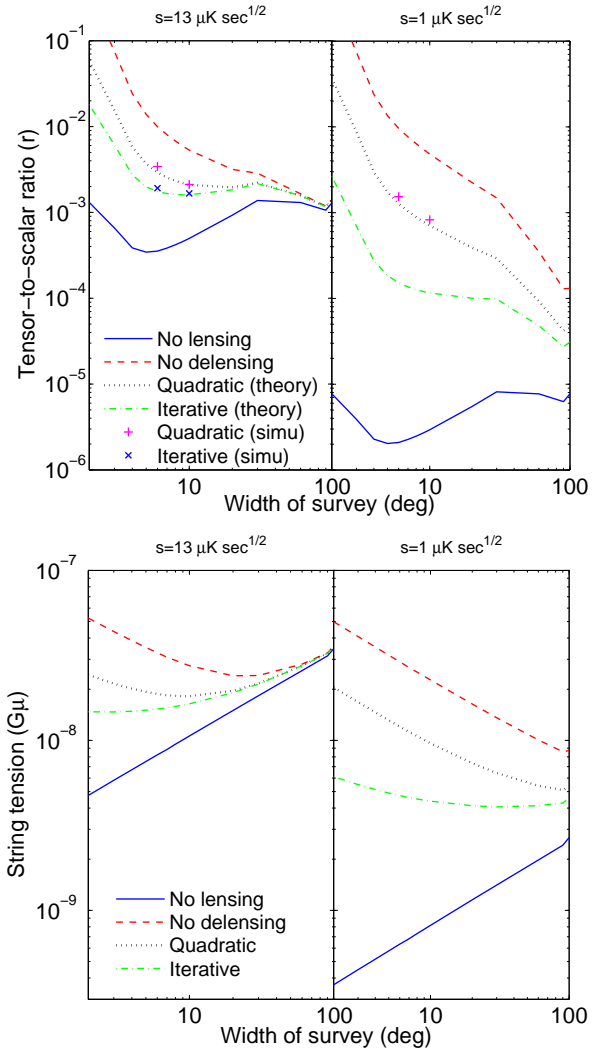 s=13 μK sec^{1/2}
s=1 μK sec^{1/2}
Tensor−to−scalar ratio (r)
10^{−1}
10^{−2}
10^{−3}
10^{−4}
10^{−5}
10^{−6}
No lensing
No delensing
Quadratic (theory)
Iterative (theory)
Quadratic (simu)
Iterative (simu)
10
100
10
100
Width of survey (deg)
s=13 μK sec^{1/2}
s=1 μK sec^{1/2}
String tension (Gμ)
10^{−7}
10^{−8}
10^{−9}
No lensing
No delensing
Quadratic
Iterative
10
100
10
100
Width of survey (deg)